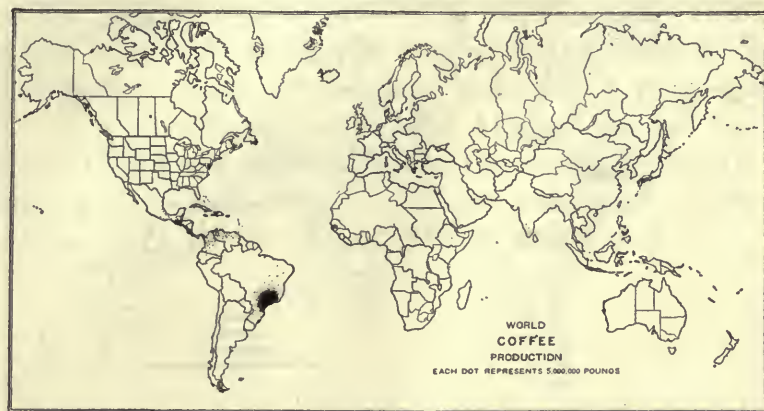 WORLD
COFFEE
PRODUCTION
EACH DOT REPRESENTS 5,000,000 POUNDS